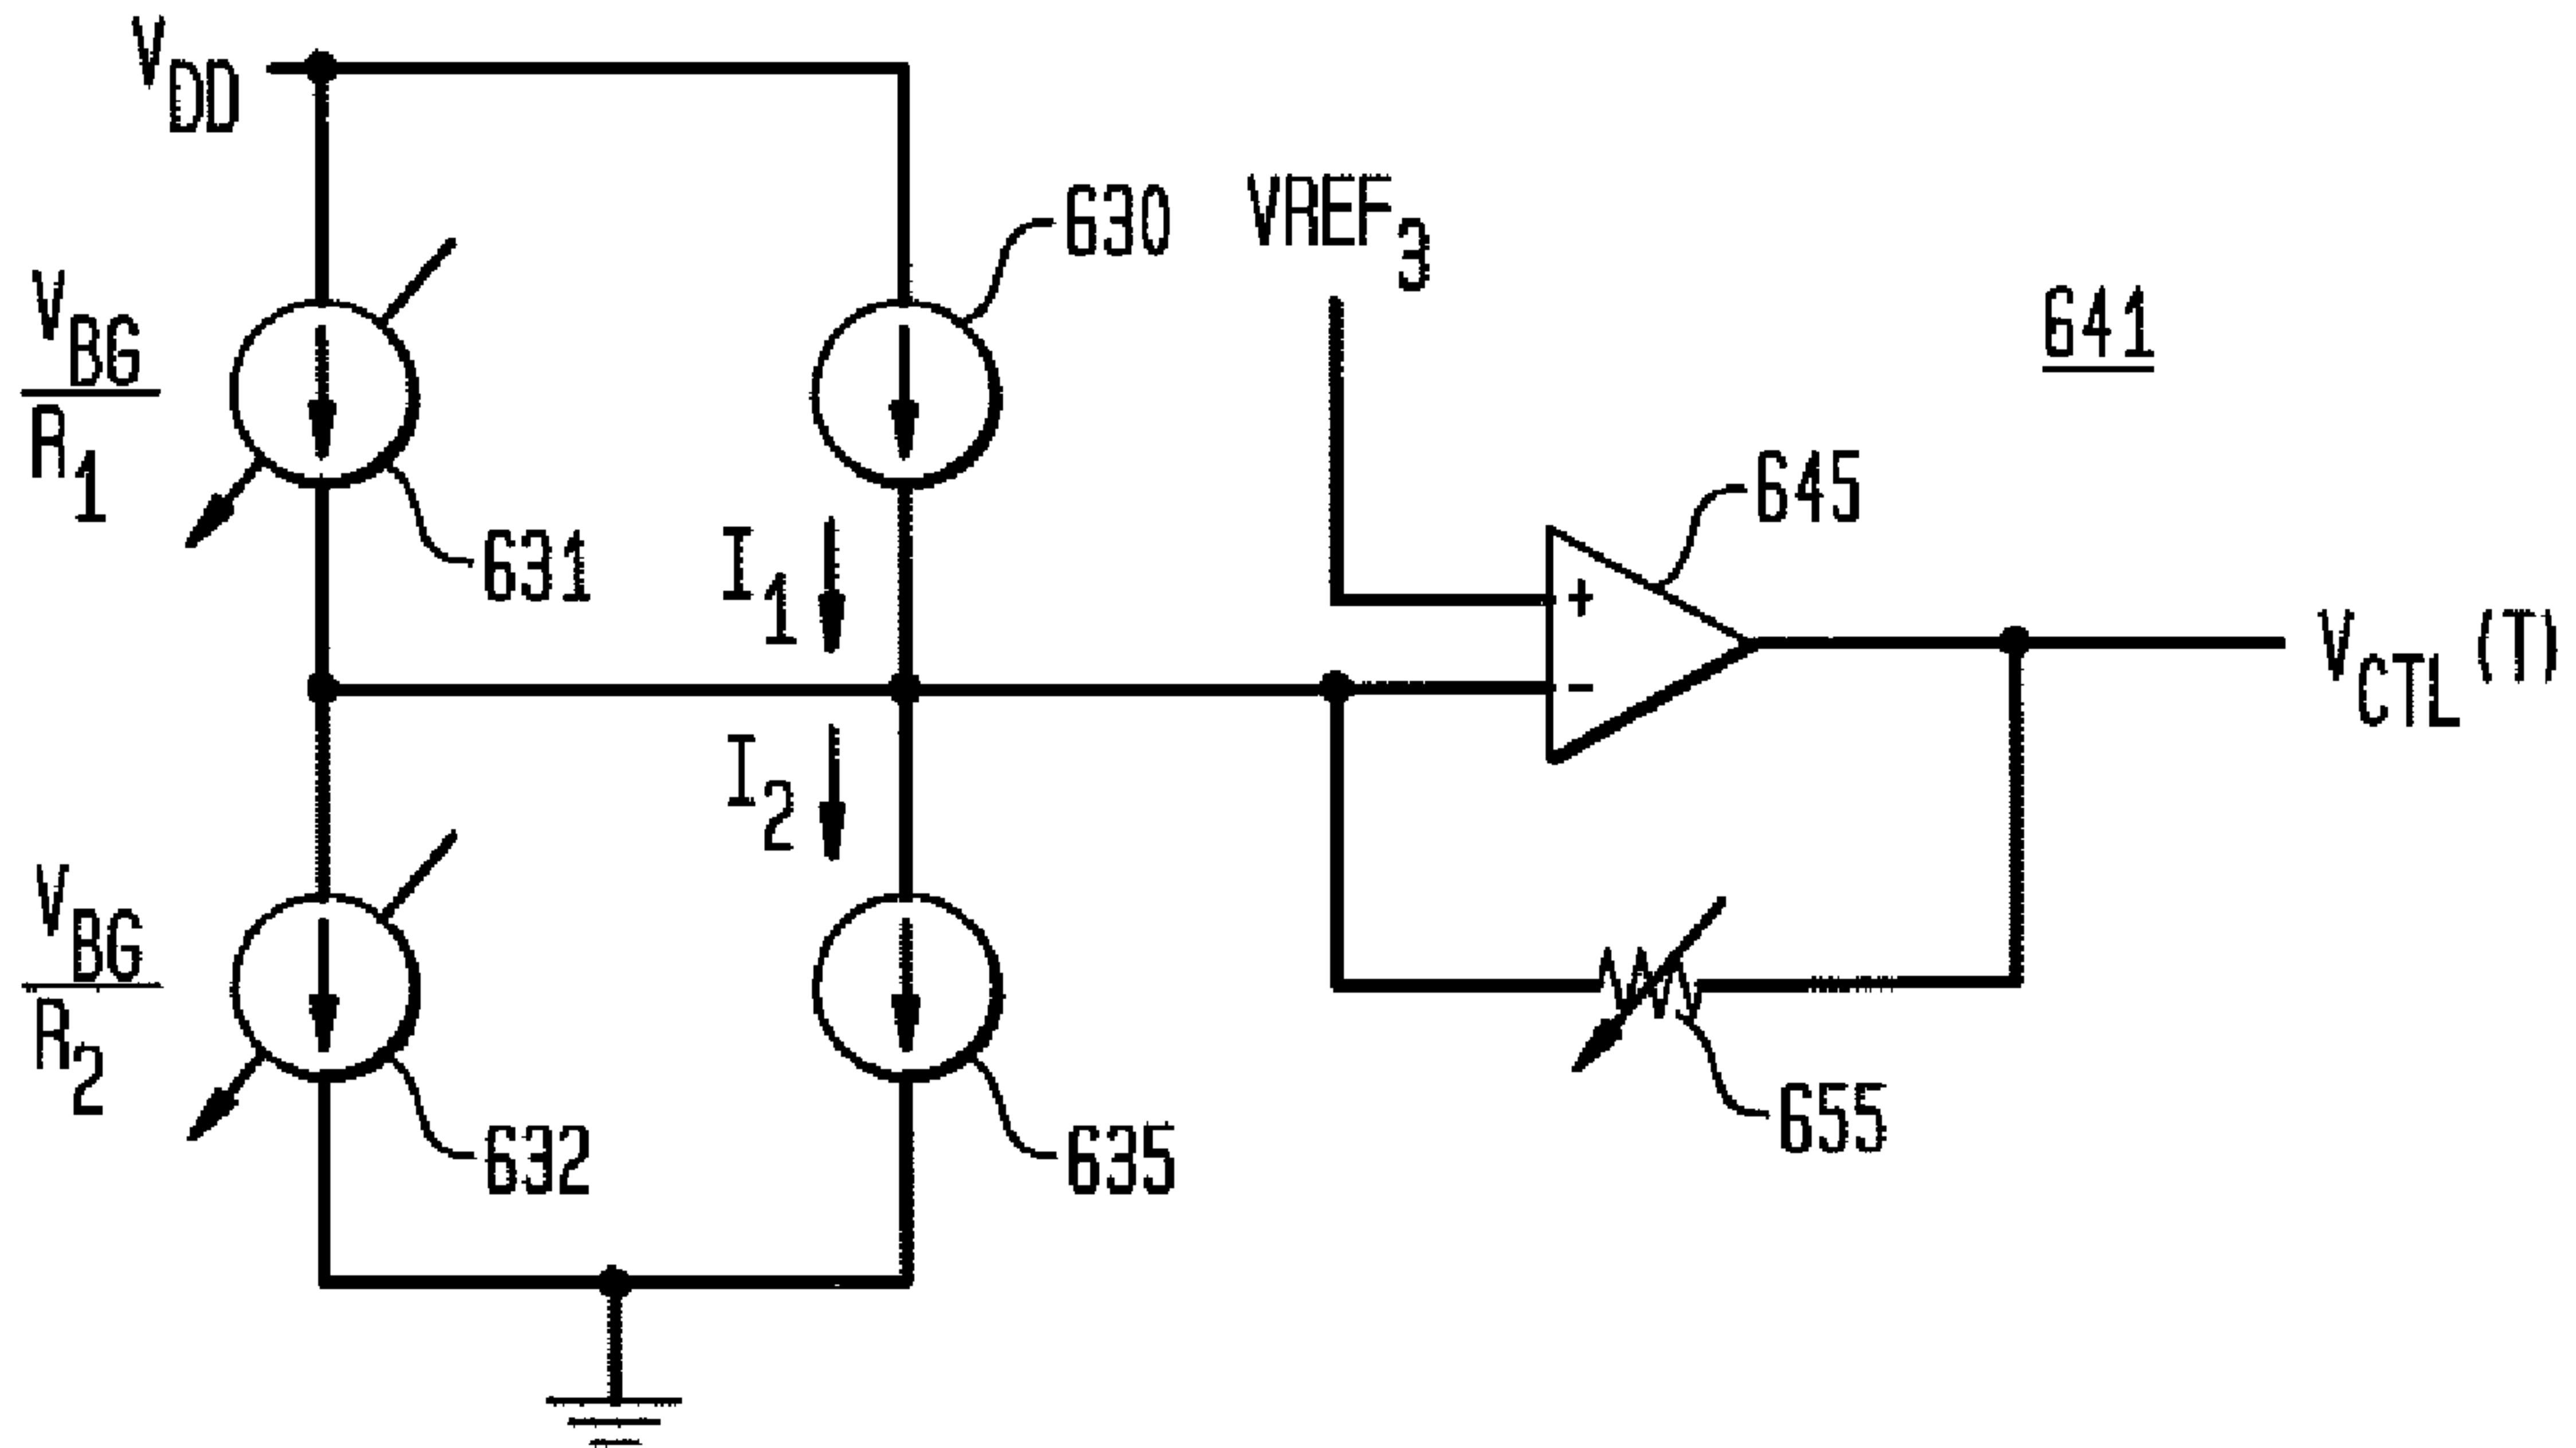 VDD
630
VREF3
641
VBG
R1
631
I1
645
+
-
VCTL(T)
I2
VBG
R2
632
635
655